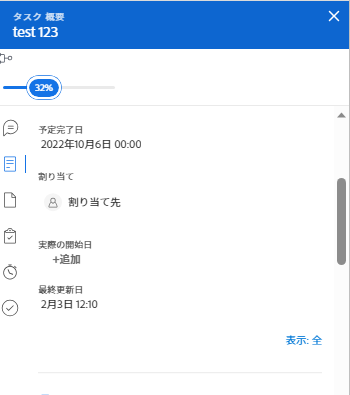 タスク 概要
test 123
32%
予定完了日
2022年10月6日 00:00
割り当て
割り当て先
実際の開始日
+追加
最終更新日
2月3日 12:10
表示: 全